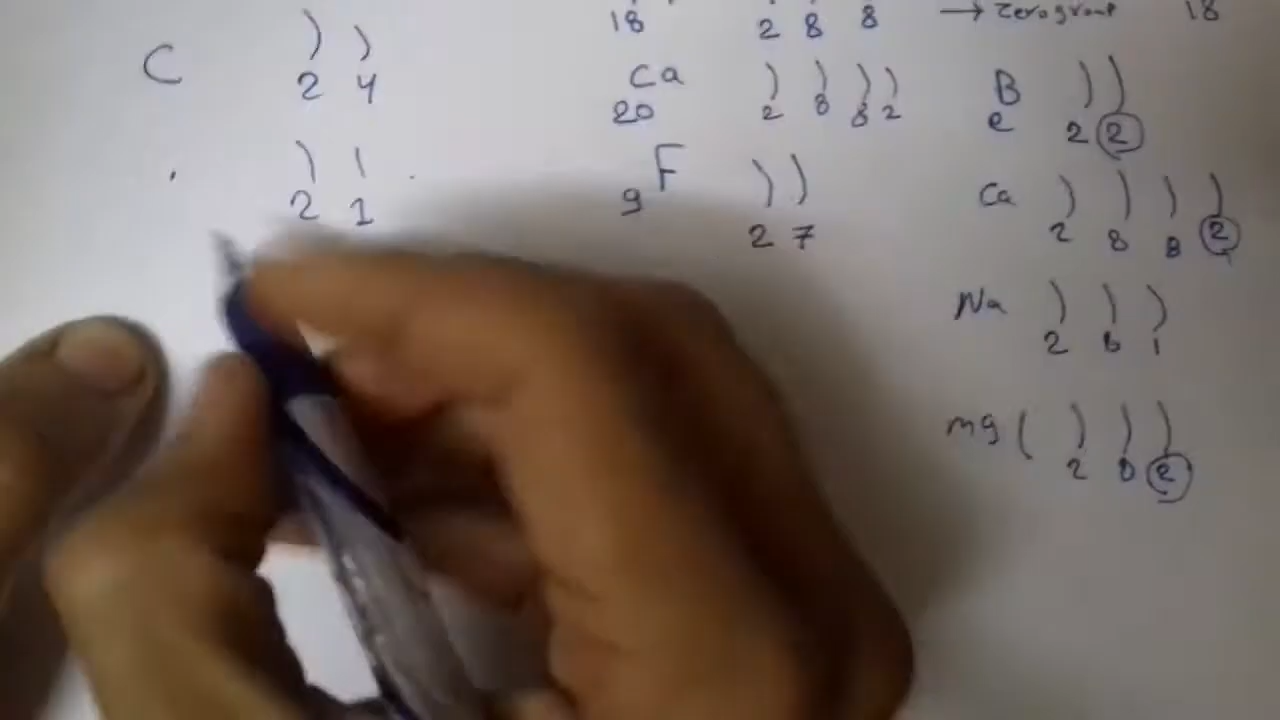 18 2 8 8 → Zero group 18
C ) )
2 4
Ca ) ) ) )
20 2 8 8 2
Be ) )
2 2
) )
2 1
9 F ) )
2 7
Ca ) ) ) )
2 8 8 2
Na ) ) )
2 8 1
mg ( ) ) )
2 8 2